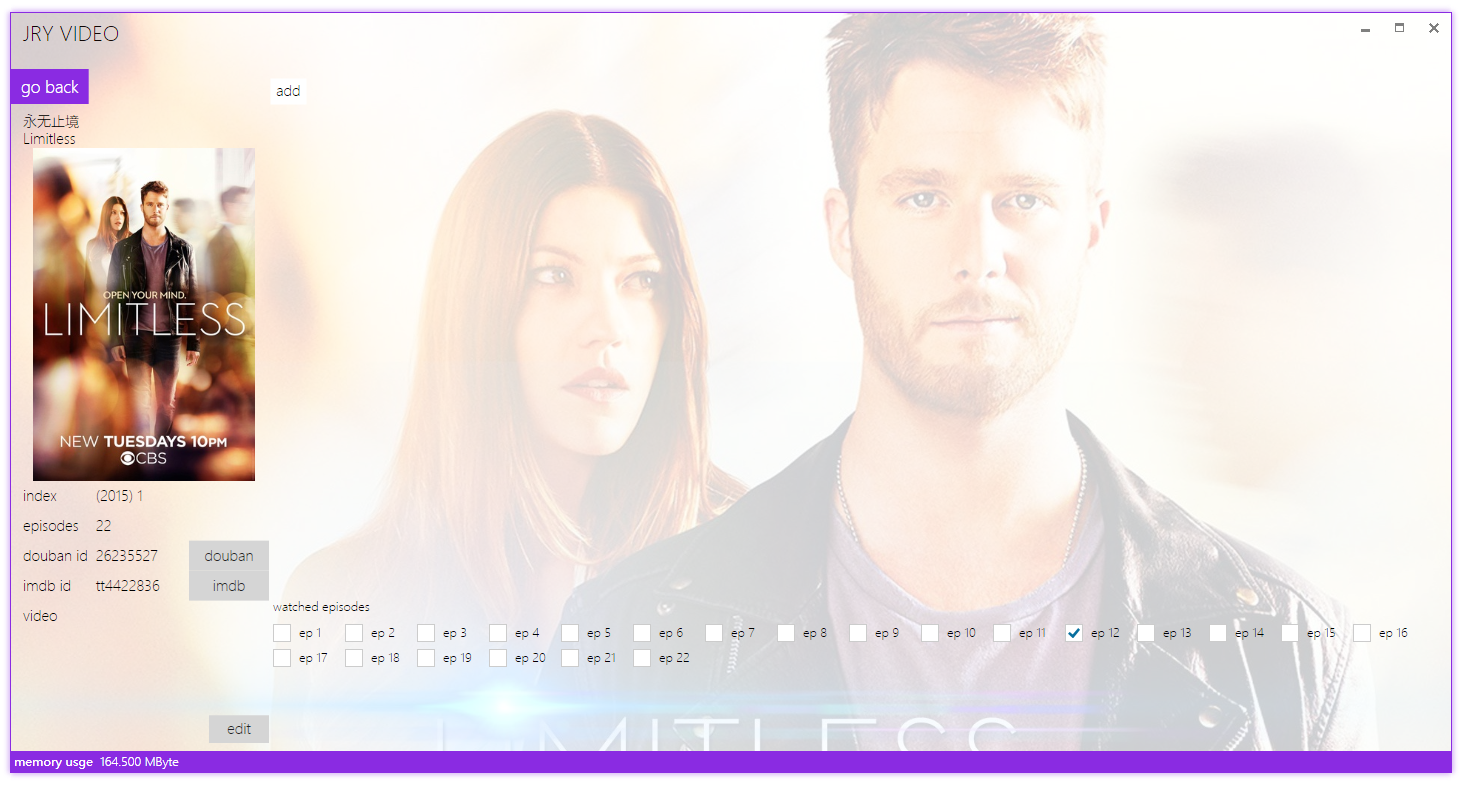 JRY VIDEO
go back
add
永无止境
Limitless
OPEN YOUR MIND.
LIMITLESS
NEW TUESDAYS 10PM
CBS
index (2015) 1
episodes 22
douban id 26235527 douban
imdb id tt4422836 imdb
video
watched episodes
ep 1 ep 2 ep 3 ep 4 ep 5 ep 6 ep 7 ep 8 ep 9 ep 10 ep 11 ep 12 ep 13 ep 14 ep 15 ep 16
ep 17 ep 18 ep 19 ep 20 ep 21 ep 22
LIMITLESS
edit
memory usge 164.500 MByte